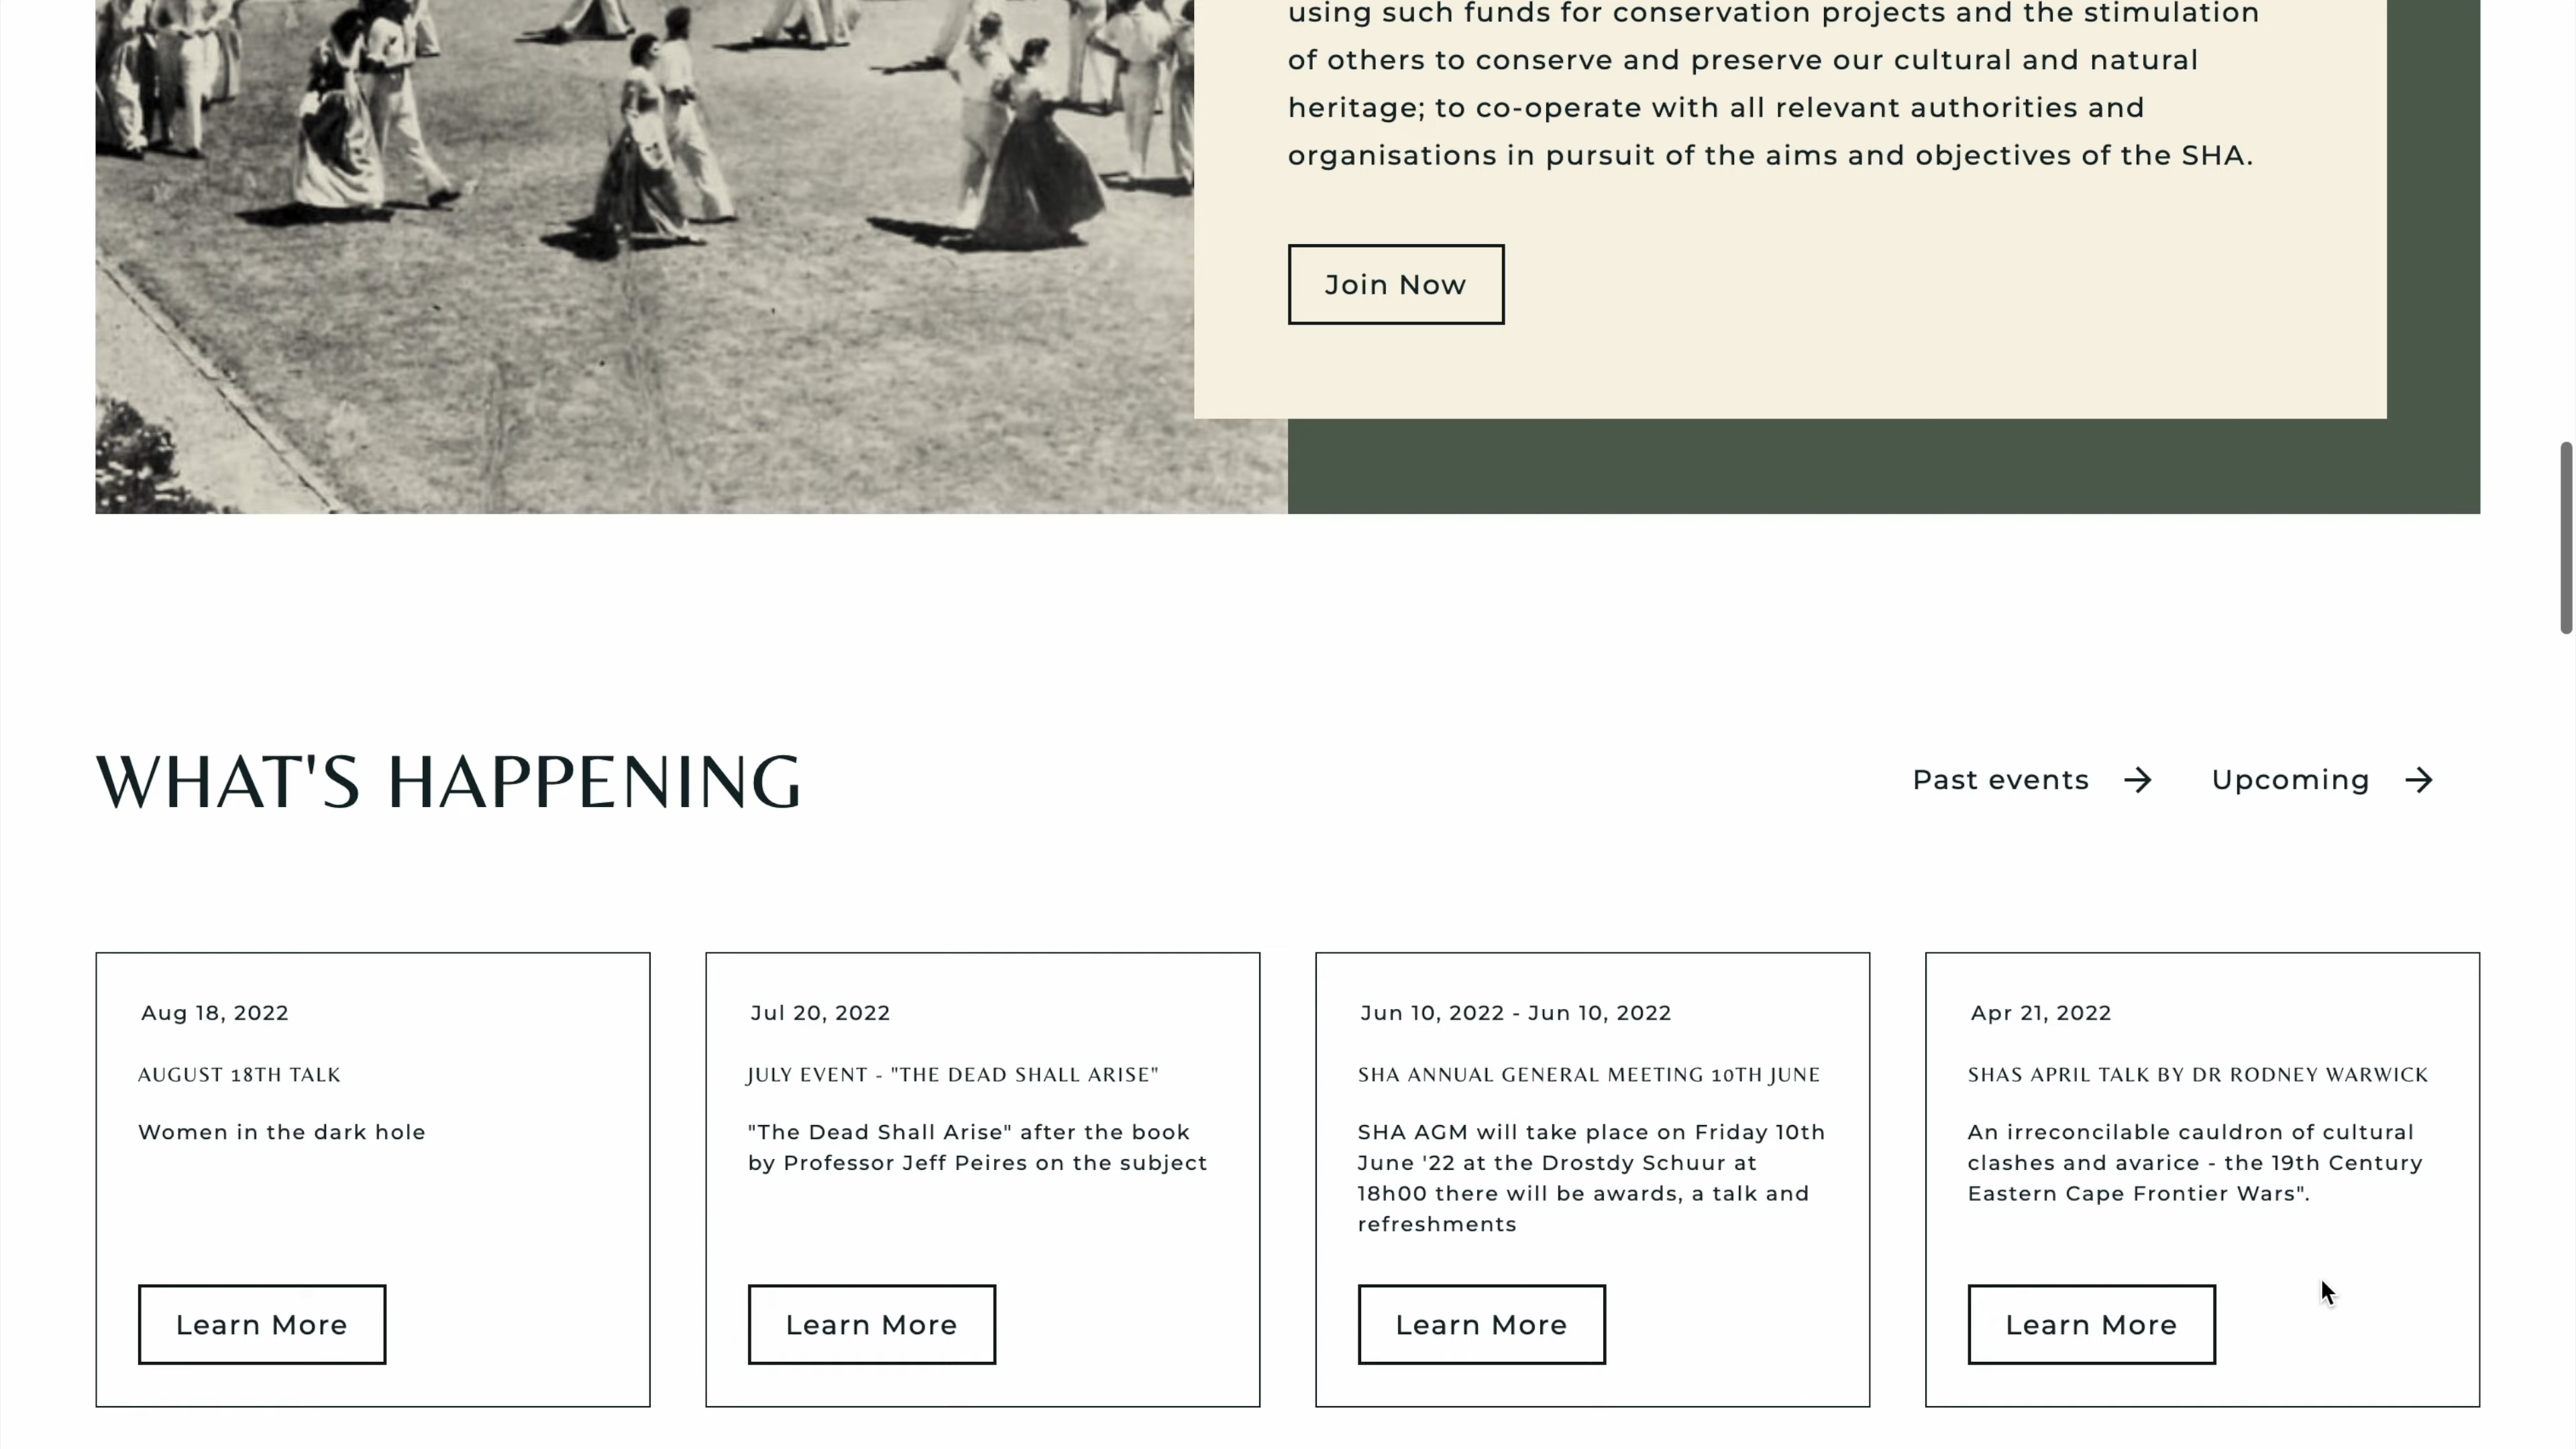 using such funds for conservation projects and the stimulation
of others to conserve and preserve our cultural and natural
heritage; to co-operate with all relevant authorities and
organisations in pursuit of the aims and objectives of the SHA.
Join Now
WHAT'S HAPPENING
Past events
Upcoming
Aug 18, 2022
AUGUST 18TH TALK
Women in the dark hole
Learn More
Jul 20, 2022
JULY EVENT - "THE DEAD SHALL ARISE"
"The Dead Shall Arise" after the book
by Professor Jeff Peires on the subject
Learn More
Jun 10, 2022 - Jun 10, 2022
SHA ANNUAL GENERAL MEETING 10TH JUNE
SHA AGM will take place on Friday 10th
June '22 at the Drostdy Schuur at
18h00 there will be awards, a talk and
refreshments
Learn More
Apr 21, 2022
SHAS APRIL TALK BY DR RODNEY WARWICK
An irreconcilable cauldron of cultural
clashes and avarice - the 19th Century
Eastern Cape Frontier Wars".
Learn More